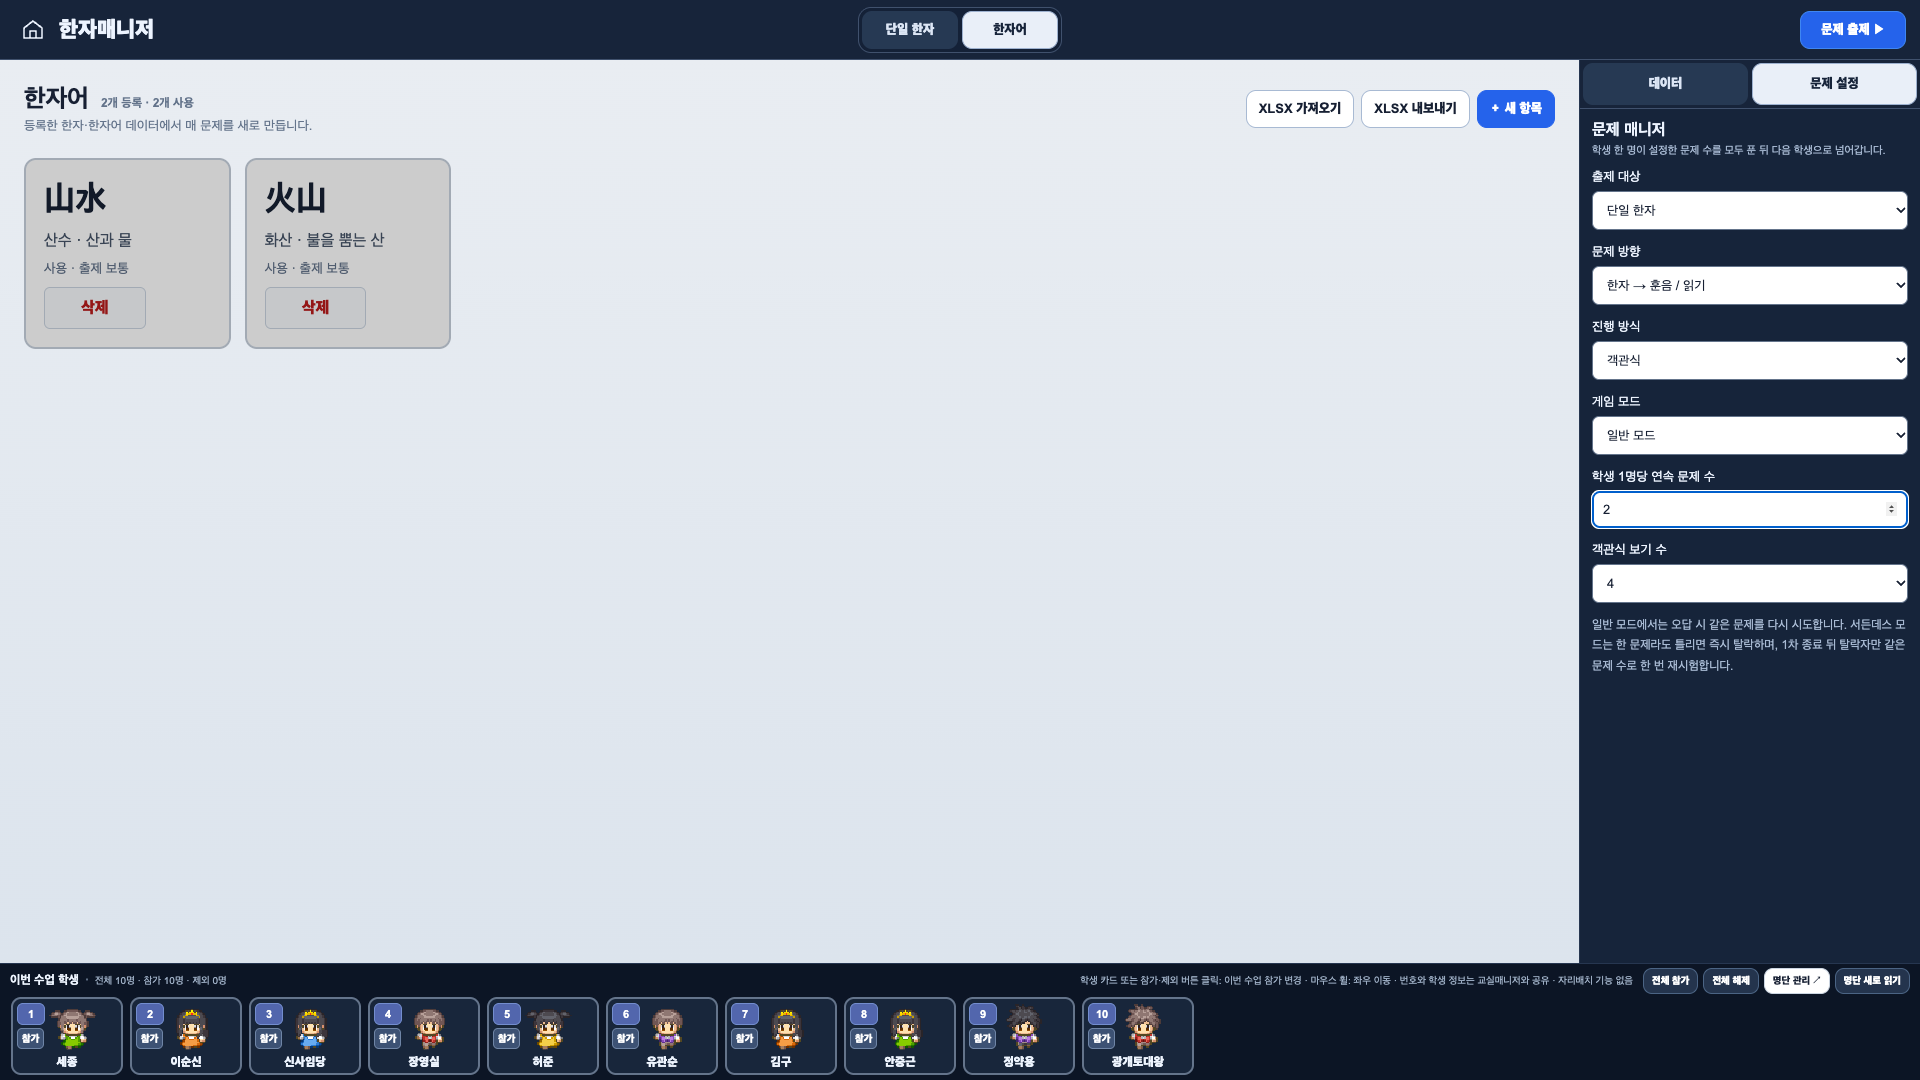 한자매니저
단일 한자
한자어
문제 출제 ▶
한자어 2개 등록 · 2개 사용
등록한 한자·한자어 데이터에서 매 문제를 새로 만듭니다.
XLSX 가져오기
XLSX 내보내기
+ 새 항목
山水
산수 · 산과 물
사용 · 출제 보통
삭제
火山
화산 · 불을 뿜는 산
사용 · 출제 보통
삭제
데이터
문제 설정
문제 매니저
학생 한 명이 설정한 문제 수를 모두 푼 뒤 다음 학생으로 넘어갑니다.
출제 대상
단일 한자
문제 방향
한자 → 훈음 / 읽기
진행 방식
객관식
게임 모드
일반 모드
학생 1명당 연속 문제 수
2
객관식 보기 수
4
일반 모드에서는 오답 시 같은 문제를 다시 시도합니다. 서든데스 모
드는 한 문제라도 틀리면 즉시 탈락하며, 1차 종료 뒤 탈락자만 같은
문제 수로 한 번 재시험합니다.
이번 수업 학생 · 전체 10명 · 참가 10명 · 제외 0명
학생 카드 또는 참가·제외 버튼 클릭: 이번 수업 참가 변경 · 마우스 휠: 좌우 이동 · 번호와 학생 정보는 교실매니저와 공유 · 자리배치 기능 없음
전체 참가
전체 해제
명단 관리 ↗
명단 새로 읽기
1
참가
세종
2
참가
이순신
3
참가
신사임당
4
참가
장영실
5
참가
허준
6
참가
유관순
7
참가
김구
8
참가
안중근
9
참가
정약용
10
참가
광개토대왕